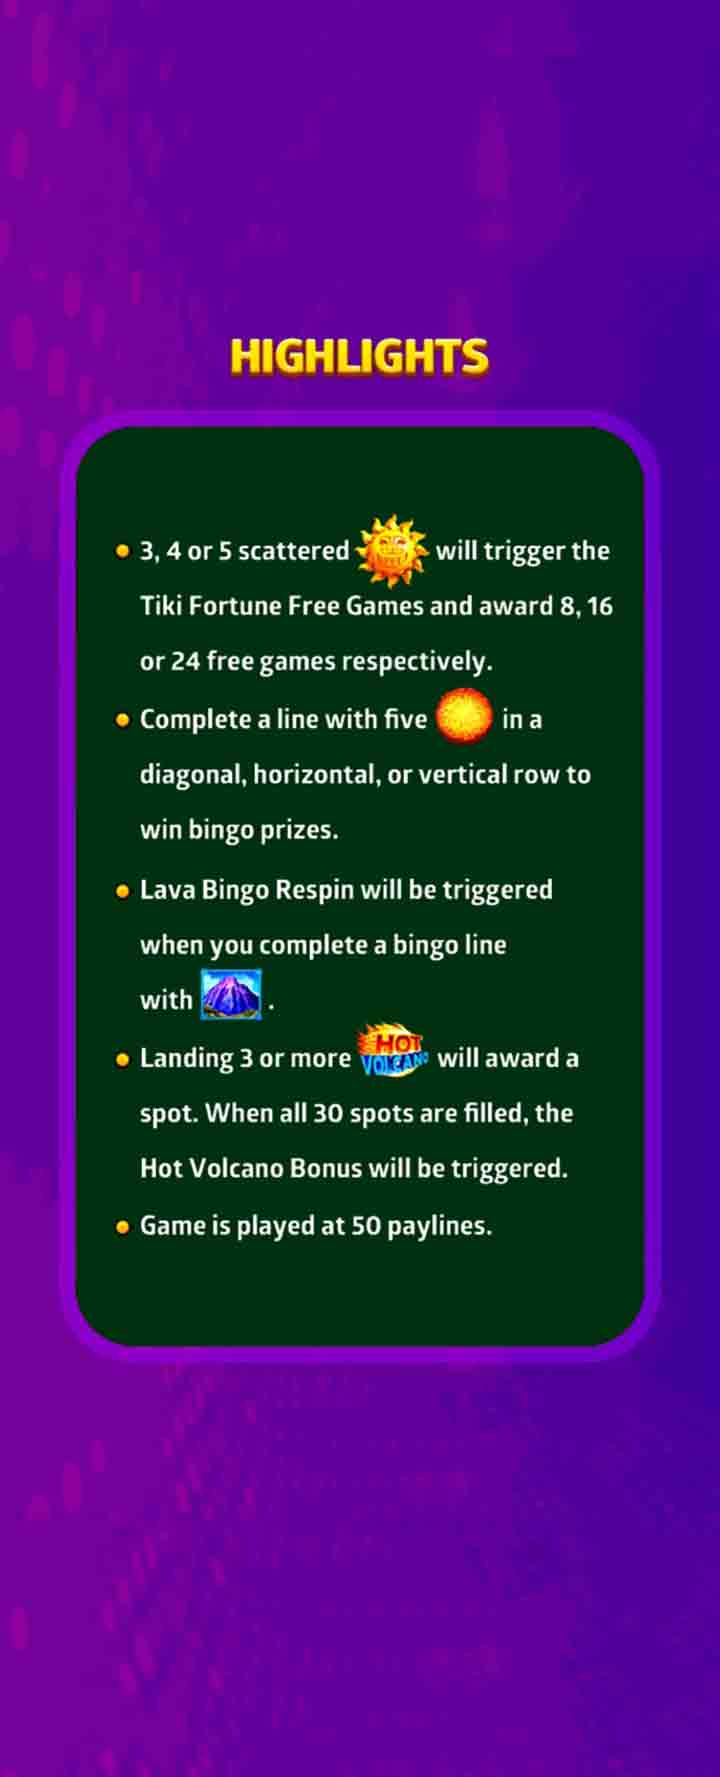 HIGHLIGHTS
3, 4 or 5 scattered will trigger the
Tiki Fortune Free Games and award 8, 16
or 24 free games respectively.
Complete a line with five in a
diagonal, horizontal, or vertical row to
win bingo prizes.
Lava Bingo Respin will be triggered
when you complete a bingo line
with .
Landing 3 or more HOT VOLCANO will award a
spot. When all 30 spots are filled, the
Hot Volcano Bonus will be triggered.
Game is played at 50 paylines.